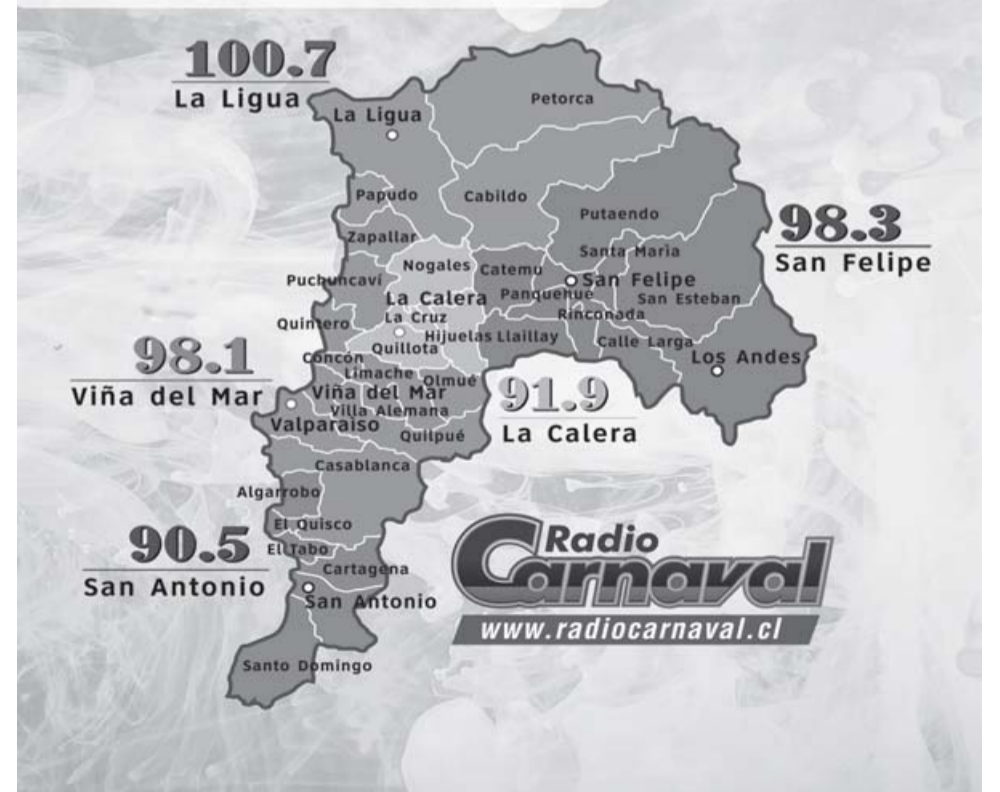 100.7
La Ligua
La Ligua
Petorca
Papudo
Cabildo
Putaendo
98.3
San Felipe
Zapallar
Santa Marìa
Nogales
Catemu
Puchuncaví
San Felipe
La Calera
Panquehue
San Esteban
La Cruz
Rinconada
Quintero
Hijuelas
Llaillay
Calle Larga
Quillota
98.1
Viña del Mar
Concón
Los Andes
Limache
Olmué
91.9
La Calera
Viña del Mar
Villa Alemana
Valparaíso
Quilpué
Casablanca
Algarrobo
El Quisco
90.5
San Antonio
El Tabo
Cartagena
San Antonio
Santo Domingo
Radio
Carnaval
www.radiocarnaval.cl